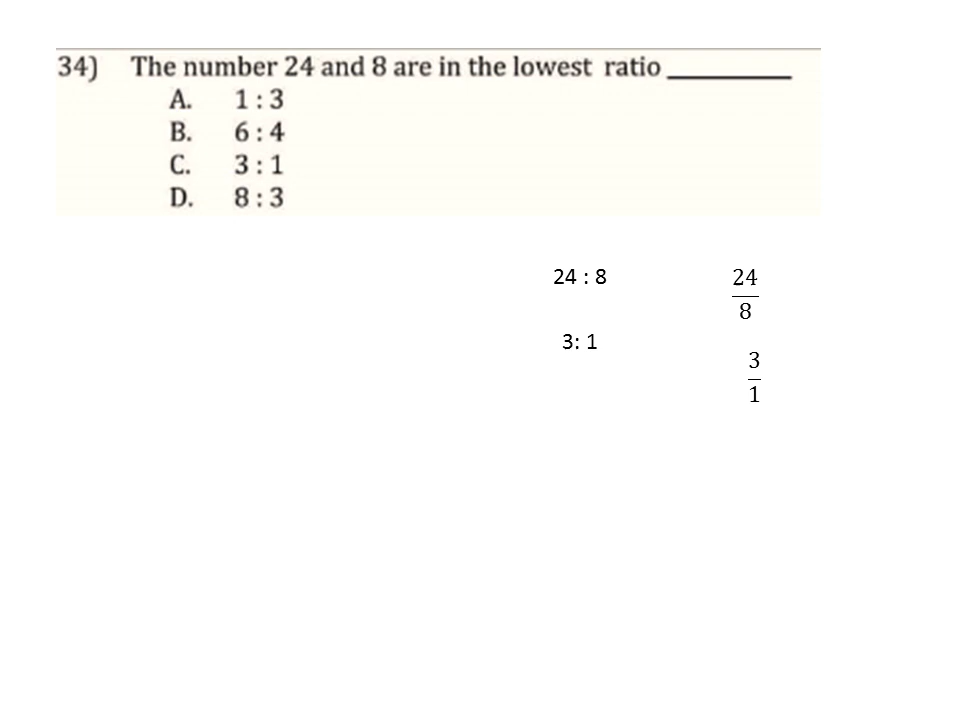 34) The number 24 and 8 are in the lowest ratio __________
A. 1 : 3
B. 6 : 4
C. 3 : 1
D. 8 : 3
24 : 8
24
8
3: 1
3
1